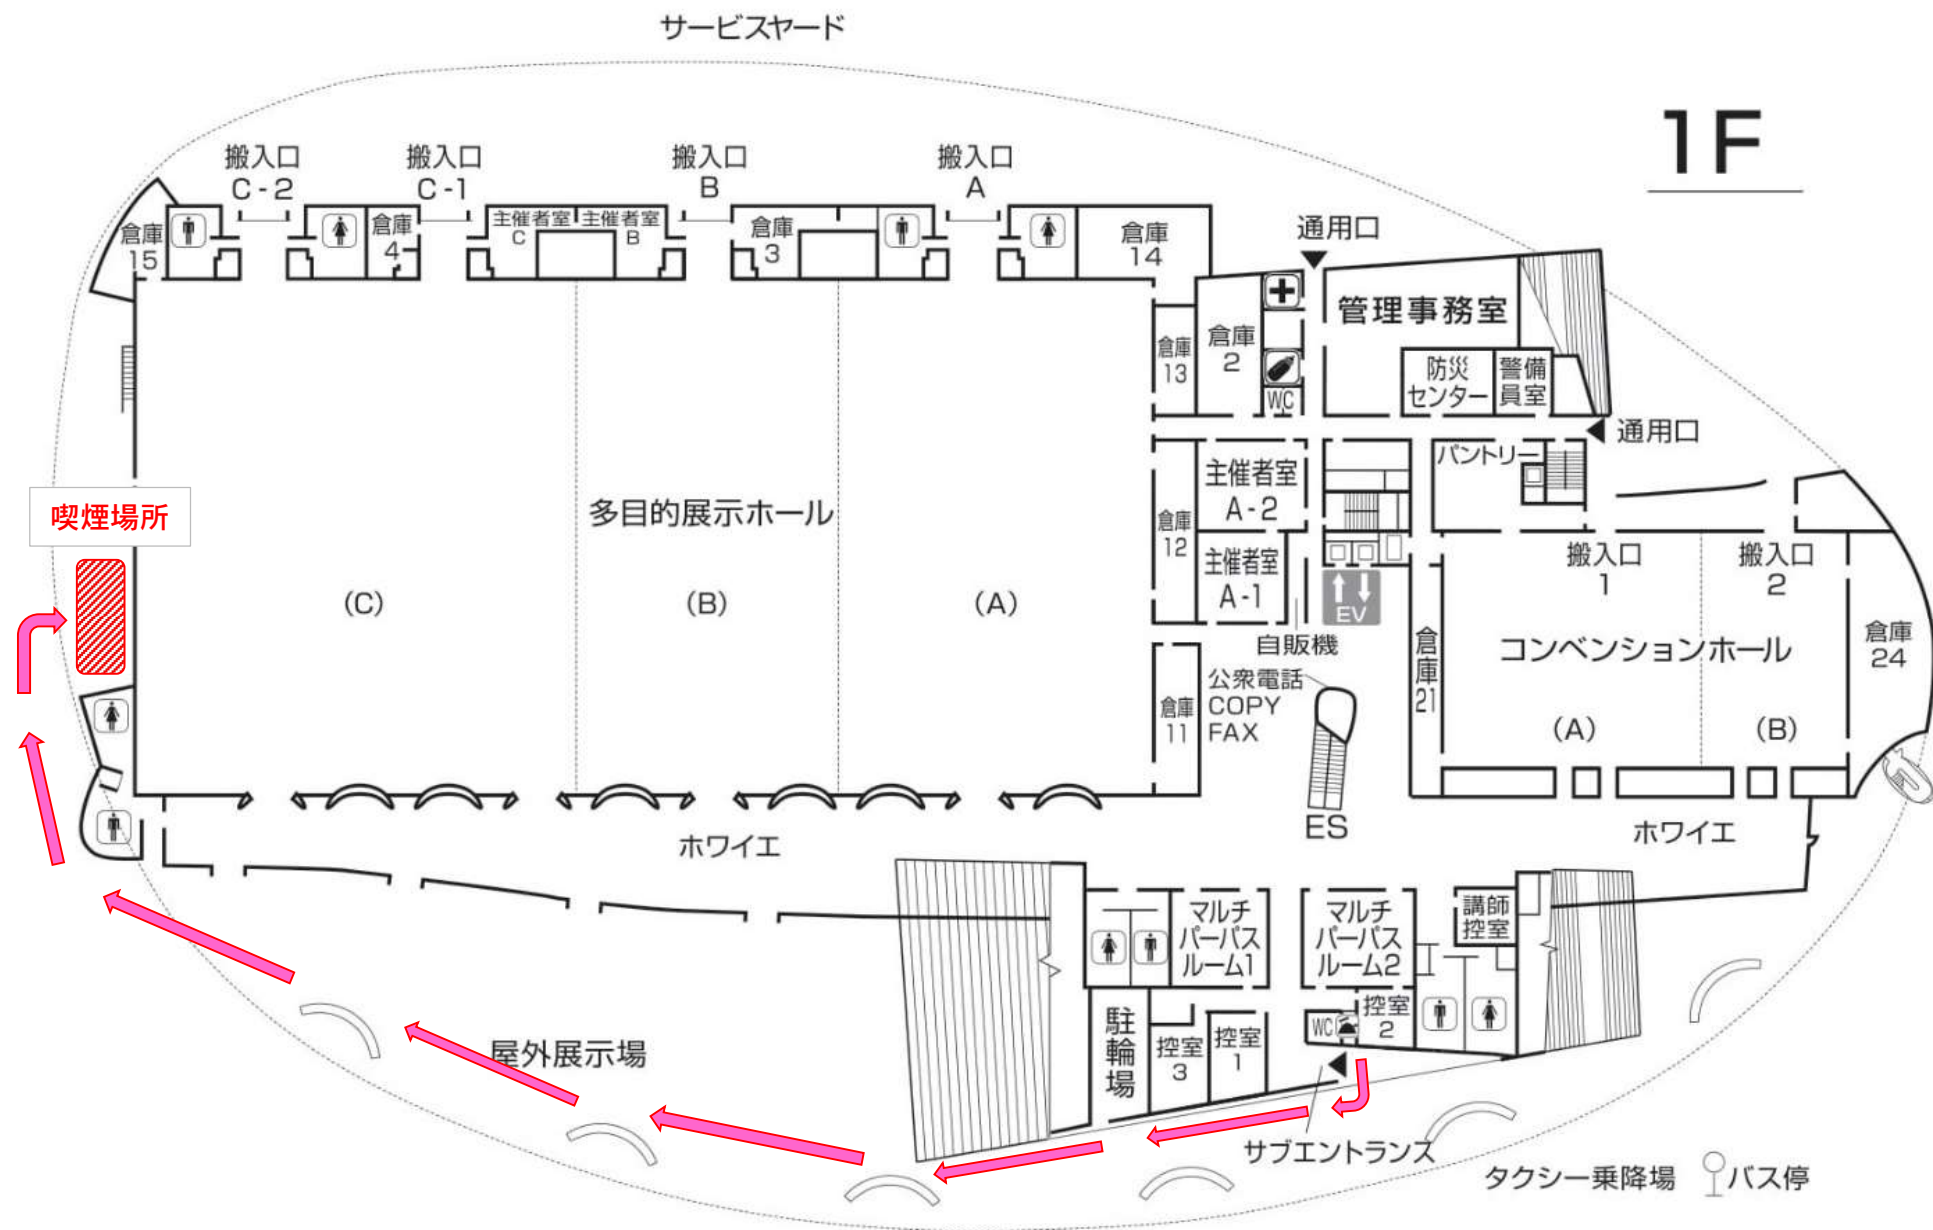 サービスヤード
1F
搬入口
C-2
搬入口
C-1
搬入口
B
搬入口
A
通用口
倉庫
15
倉庫
4
主催者室
C
主催者室
B
倉庫
3
倉庫
14
倉庫
13
倉庫
2
WC
管理事務室
防災
センター
警備
員室
通用口
パントリー
喫煙場所
多目的展示ホール
(C)
(B)
(A)
倉庫
12
主催者室
A-2
主催者室
A-1
EV
自販機
公衆電話
COPY
FAX
倉庫
11
ES
倉庫
21
搬入口
1
搬入口
2
コンベンションホール
(A)
(B)
倉庫
24
ホワイエ
ホワイエ
マルチ
パーパス
ルーム1
マルチ
パーパス
ルーム2
講師
控室
駐輪場
控室
3
控室
1
WC
控室
2
屋外展示場
サブエントランス
タクシー乗降場
バス停